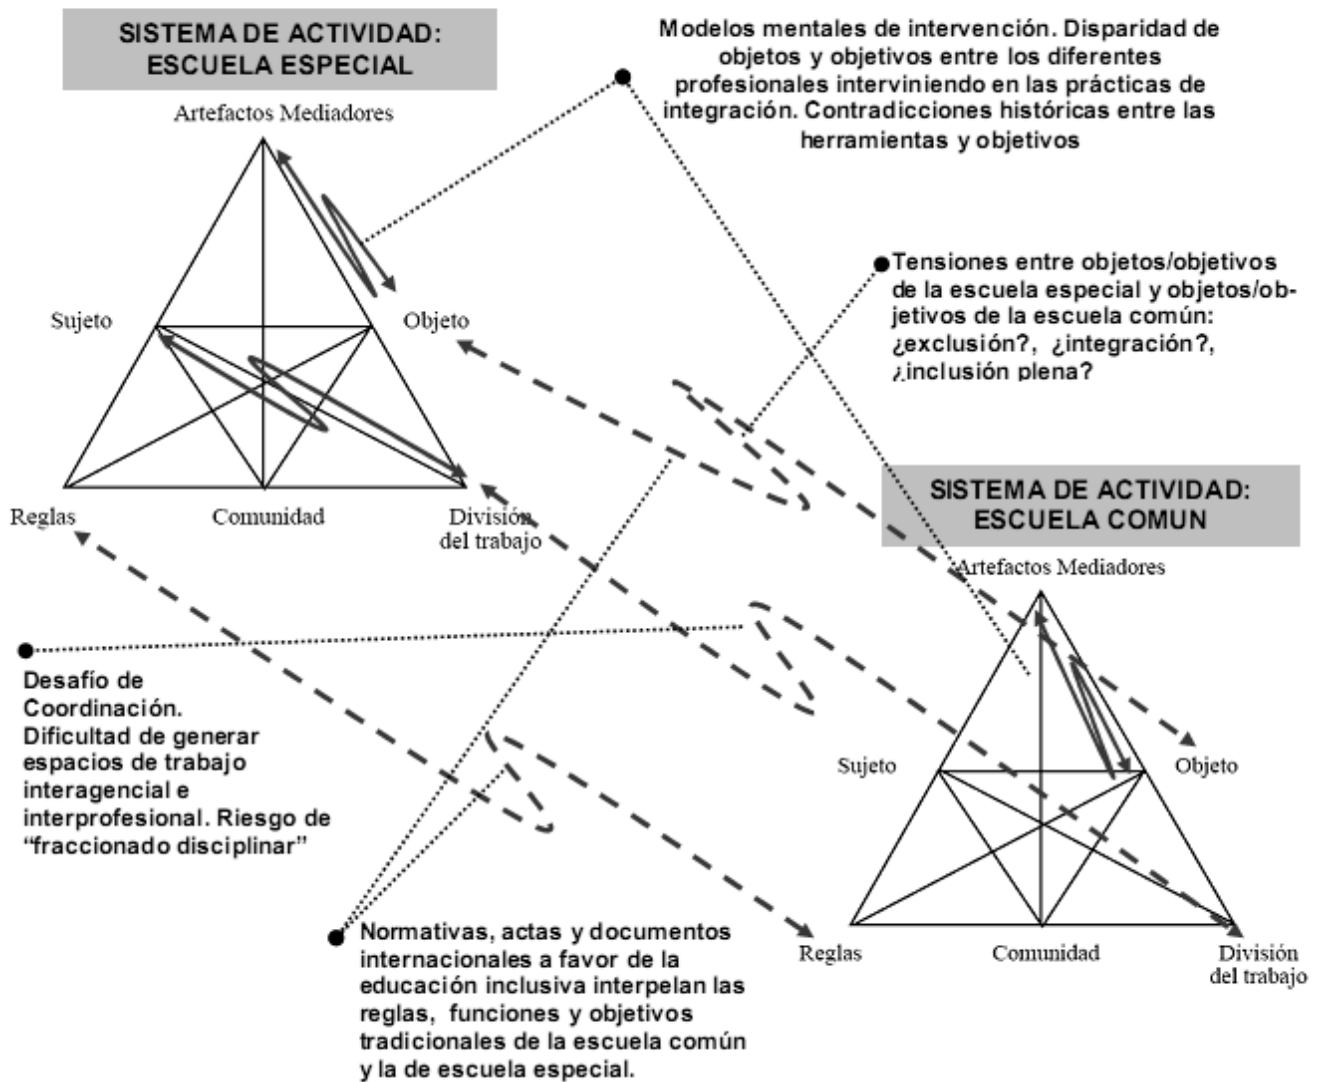 SISTEMA DE ACTIVIDAD:
ESCUELA ESPECIAL
Modelos mentales de intervención. Disparidad de
objetos y objetivos entre los diferentes
profesionales interviniendo en las prácticas de
integración. Contradicciones históricas entre las
herramientas y objetivos
Artefactos Mediadores
Sujeto
Objeto
Reglas
Comunidad
División
del trabajo
Tensiones entre objetos/objetivos
de la escuela especial y objetos/ob-
jetivos de la escuela común:
¿exclusión?, ¿integración?,
¿inclusión plena?
SISTEMA DE ACTIVIDAD:
ESCUELA COMUN
Artefactos Mediadores
Sujeto
Objeto
Reglas
Comunidad
División
del trabajo
Desafío de
Coordinación.
Dificultad de generar
espacios de trabajo
interagencial e
interprofesional. Riesgo de
“fraccionado disciplinar”
Normativas, actas y documentos
internacionales a favor de la
educación inclusiva interpelan las
reglas, funciones y objetivos
tradicionales de la escuela común
y la de escuela especial.